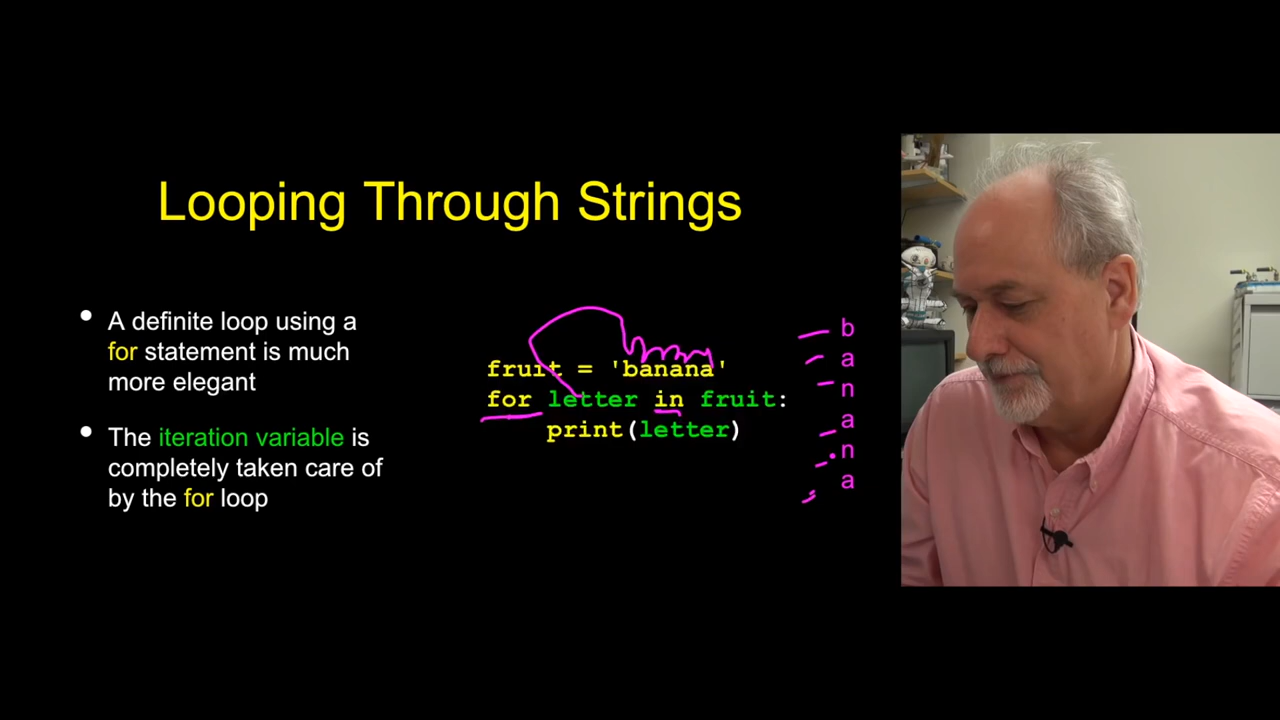 Looping Through Strings
• A definite loop using a
for statement is much
more elegant
• The iteration variable is
completely taken care of
by the for loop
fruit = 'banana'
for letter in fruit:
    print(letter)
b
a
n
a
n
a